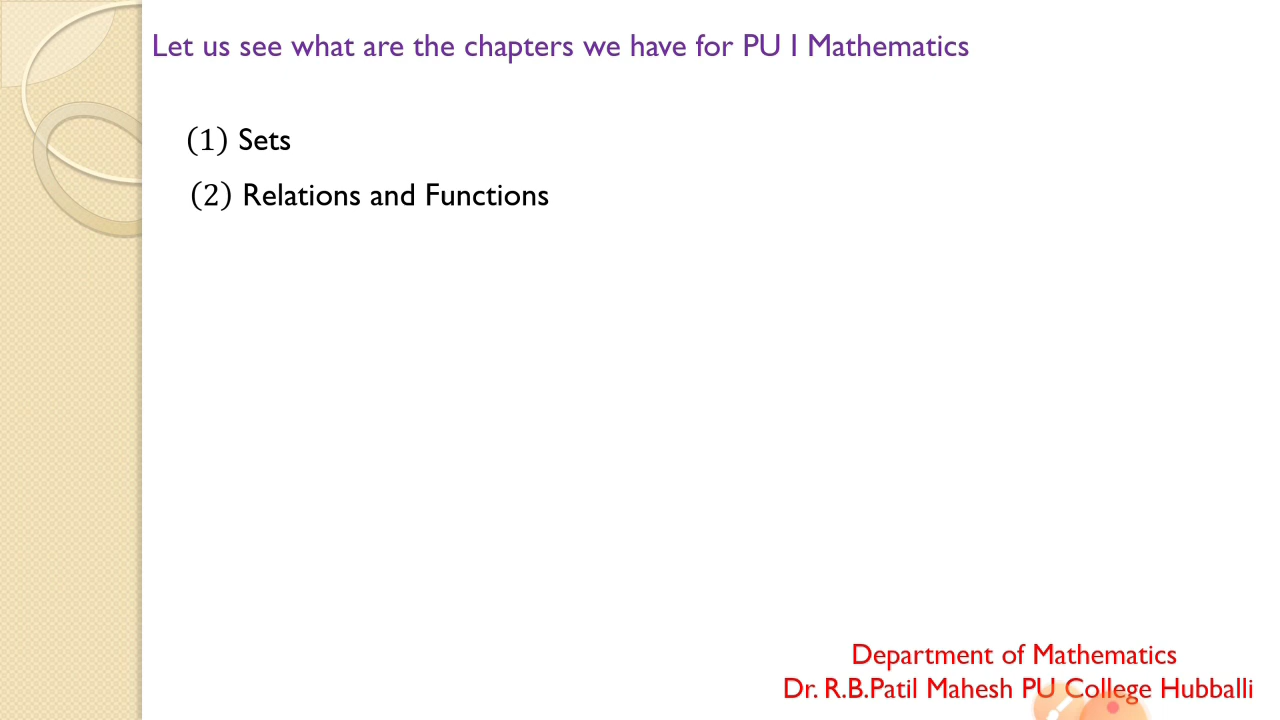 Let us see what are the chapters we have for PU I Mathematics
(1) Sets
(2) Relations and Functions
Department of Mathematics
Dr. R.B.Patil Mahesh PU College Hubballi